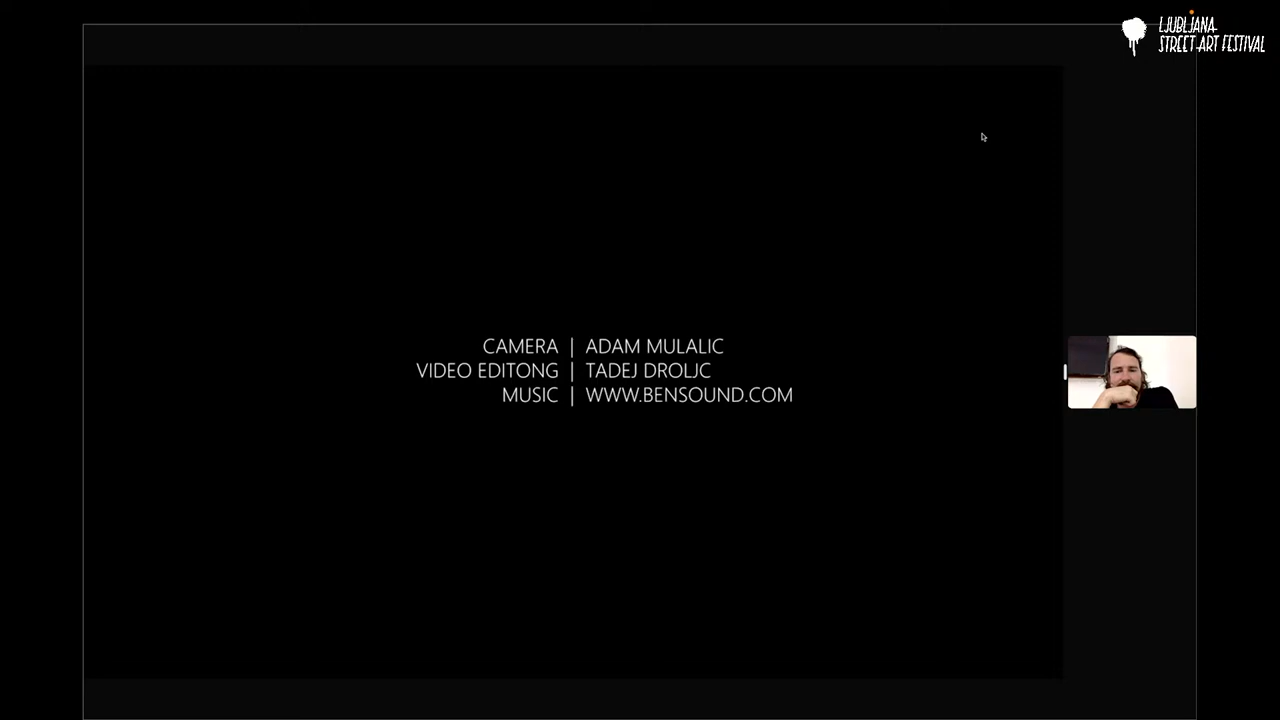 LJUBLJANA
STREET ART FESTIVAL
CAMERA | ADAM MULALIC
VIDEO EDITONG | TADEJ DROLJC
MUSIC | WWW.BENSOUND.COM